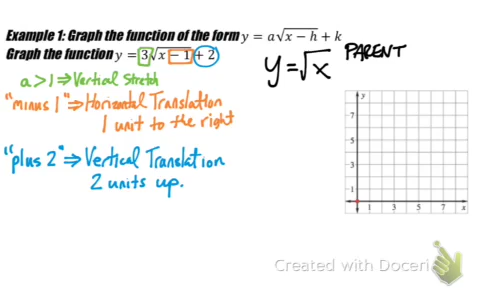 Example 1: Graph the function of the form y = a√x − h + k
Graph the function y = 3√x − 1 + 2
y = √x PARENT
a > 1 ⇒ Vertical Stretch
"minus 1" ⇒ Horizontal Translation
1 unit to the right
"plus 2" ⇒ Vertical Translation
2 units up.
y
7
5
3
1
1 3 5 7 x
Created with Doceri